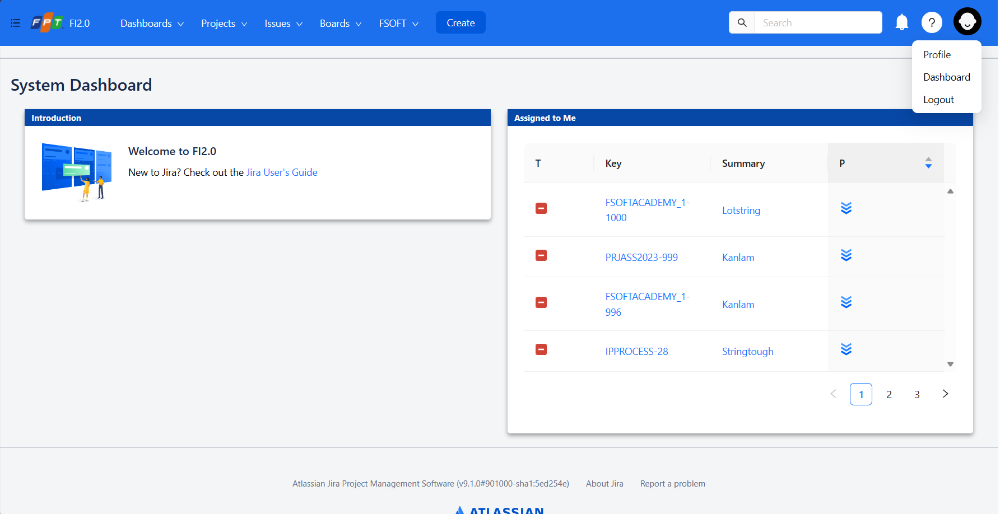 FPT FI2.0 Dashboards Projects Issues Boards FSOFT Create Search ?
Profile
Dashboard
Logout
System Dashboard
Introduction
Welcome to FI2.0
New to Jira? Check out the Jira User's Guide
Assigned to Me
T Key Summary P
FSOFTACADEMY_1-
1000
Lotstring
PRJASS2023-999 Kanlam
FSOFTACADEMY_1-
996
Kanlam
IPPROCESS-28 Stringtough
1 2 3
Atlassian Jira Project Management Software (v9.1.0#901000-sha1:5ed254e) About Jira Report a problem
ATLASSIAN